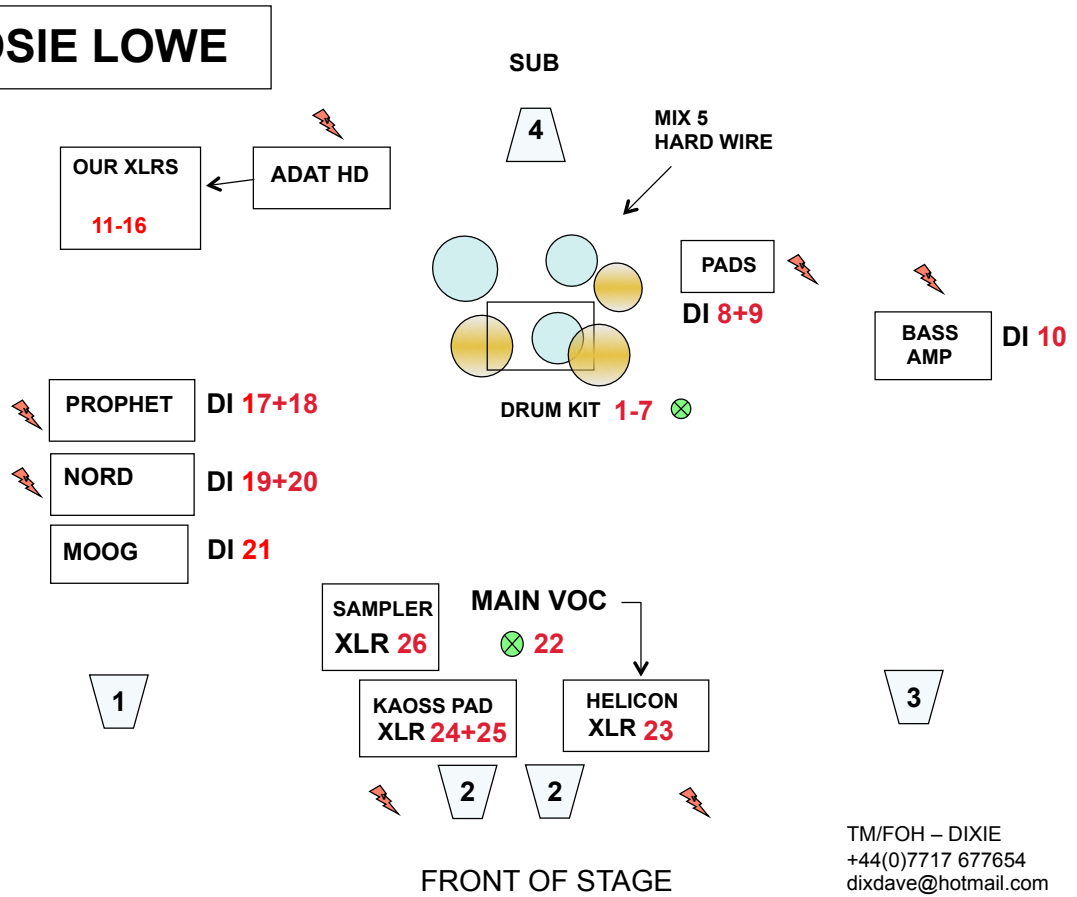 OSIE LOWE
SUB
4
MIX 5
HARD WIRE
OUR XLRS
11-16
ADAT HD
PADS
DI 8+9
BASS
AMP
DI 10
PROPHET
DI 17+18
DRUM KIT 1-7
NORD
DI 19+20
MOOG
DI 21
SAMPLER
XLR 26
MAIN VOC
22
1
KAOSS PAD
XLR 24+25
HELICON
XLR 23
3
2
2
TM/FOH – DIXIE
+44(0)7717 677654
dixdave@hotmail.com
FRONT OF STAGE